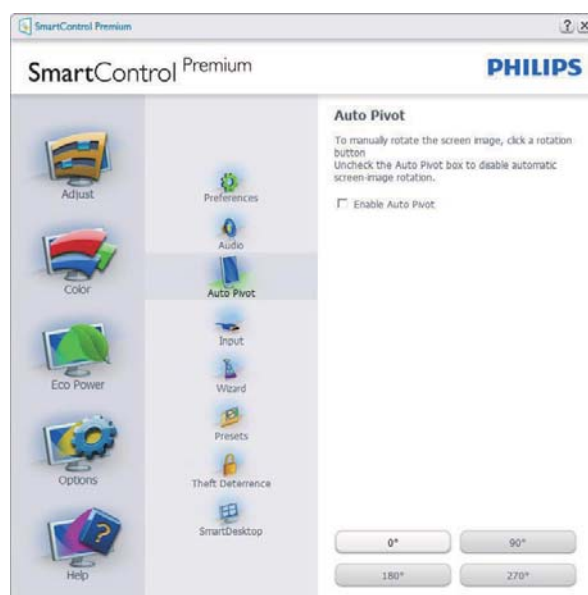 SmartControl Premium
? X
SmartControl Premium
PHILIPS
Adjust
Color
Eco Power
Options
Help
Preferences
Audio
Auto Pivot
Input
Wizard
Presets
Theft Deterrence
SmartDesktop
Auto Pivot
To manually rotate the screen image, click a rotation
button
Uncheck the Auto Pivot box to disable automatic
screen-image rotation.
Enable Auto Pivot
0°
90°
180°
270°